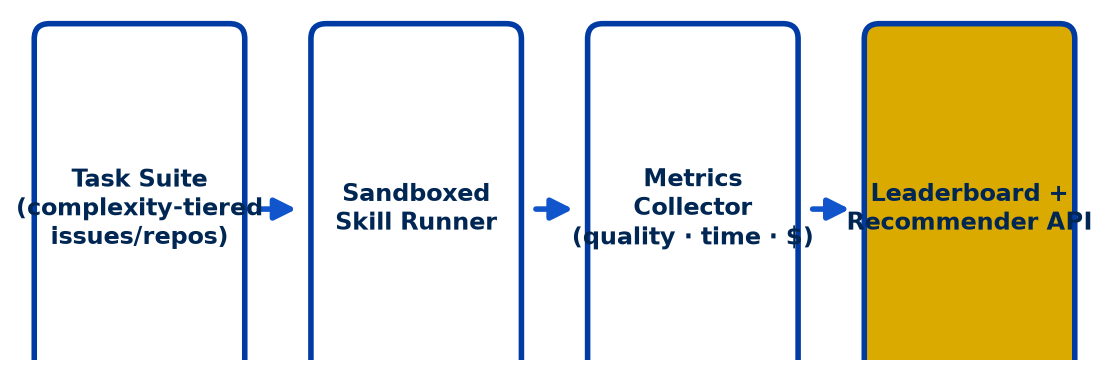 Task Suite
(complexity-tiered
issues/repos)
Sandboxed
Skill Runner
Metrics
Collector
(quality · time · $)
Leaderboard +
Recommender API